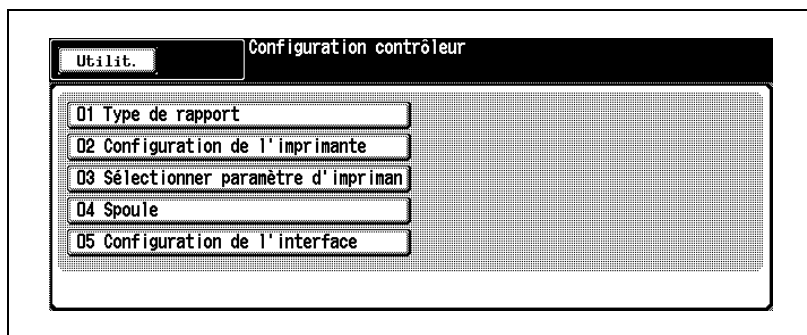 Configuration contrôleur
Utilit.
01 Type de rapport
02 Configuration de l'imprimante
03 Sélectionner paramètre d'impriman
04 Spoule
05 Configuration de l'interface